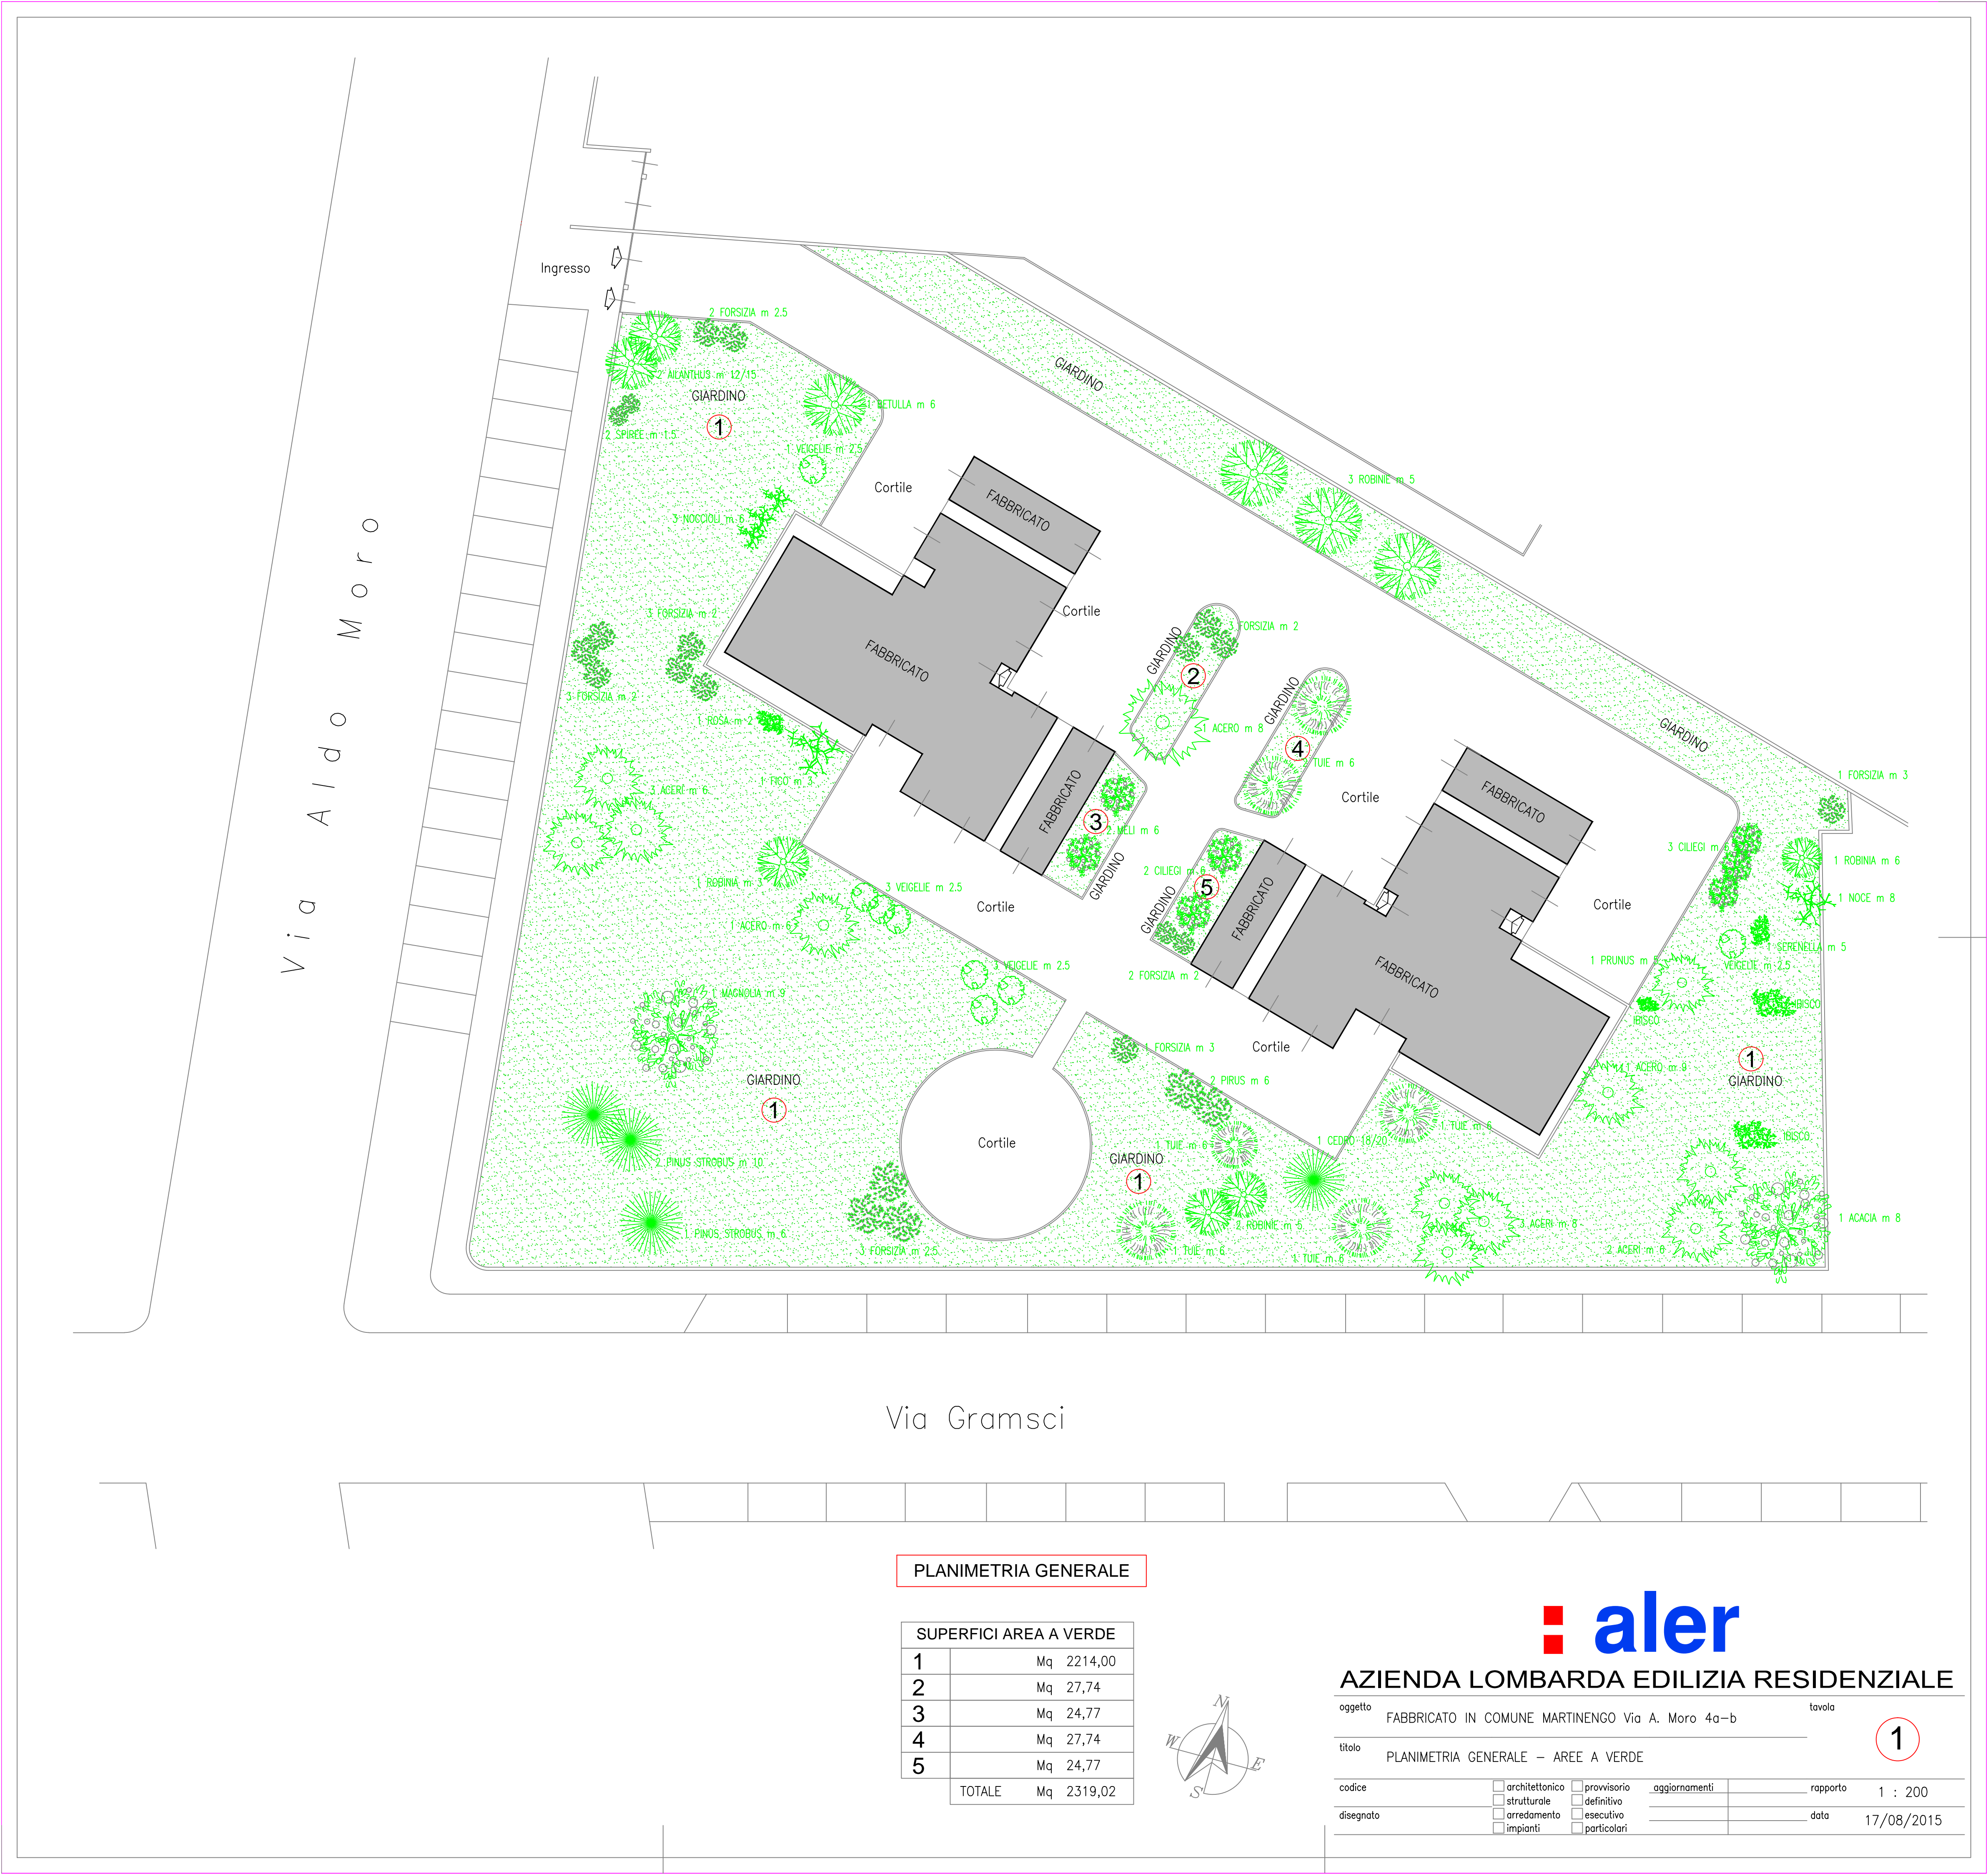 Ingresso
2 FORSIZIA m 2.5
2 AILANTHUS m 12/15
GIARDINO
1
1 BETULLA m 6
2 SPIREE m 1.5
1 VEIGELIE m 2.5
GIARDINO
Cortile
FABBRICATO
3 NOCCIOLI m 6
3 ROBINIE m 5
Via Aldo Moro
3 FORSIZIA m 2
Cortile
FABBRICATO
GIARDINO
3 FORSIZIA m 2
2
3 FORSIZIA m 2
1 ROSA m 2
1 ACERO m 8
GIARDINO
4
2 TUIE m 6
GIARDINO
1 FICO m 3
3 ACERI m 6
FABBRICATO
3
2 MELI m 6
GIARDINO
Cortile
FABBRICATO
1 FORSIZIA m 3
3 CILIEGI m
1 ROBINIA m 6
1 ROBINIA m 3
3 VEIGELIE m 2.5
2 CILIEGI m 6
5
GIARDINO
FABBRICATO
Cortile
Cortile
1 NOCE m 8
1 ACERO m 6
1 SERENELLA m 5
VEIGELIE m 2.5
3 VEIGELIE m 2.5
2 FORSIZIA m 2
FABBRICATO
1 PRUNUS m 5
1 MAGNOLIA m 9
IBISCO
IBISCO
1 FORSIZIA m 3
Cortile
1 ACERO m 9
1
GIARDINO
GIARDINO
1
2 PIRUS m 6
1 TUIE m 6
Cortile
1 TUIE m 6
1 CEDRO 18/20
IBISCO
GIARDINO
1
2 PINUS STROBUS m 10
1 PINOS STROBUS m 6
3 FORSIZIA m 2.5
2 ROBINIE m 5
1 TUIE m 6
1 TUIE m 6
3 ACERI m 8
2 ACERI m 6
1 ACACIA m 8
Via Gramsci
PLANIMETRIA GENERALE
SUPERFICI AREA A VERDE
1 Mq 2214,00
2 Mq 27,74
3 Mq 24,77
4 Mq 27,74
5 Mq 24,77
TOTALE Mq 2319,02
N
W
E
S
aler
AZIENDA LOMBARDA EDILIZIA RESIDENZIALE
oggetto
FABBRICATO IN COMUNE MARTINENGO Via A. Moro 4a-b
tavola
1
titolo
PLANIMETRIA GENERALE - AREE A VERDE
codice
architettonico
provvisorio
aggiornamenti
rapporto
1 : 200
strutturale
definitivo
disegnato
arredamento
esecutivo
data
17/08/2015
impianti
particolari